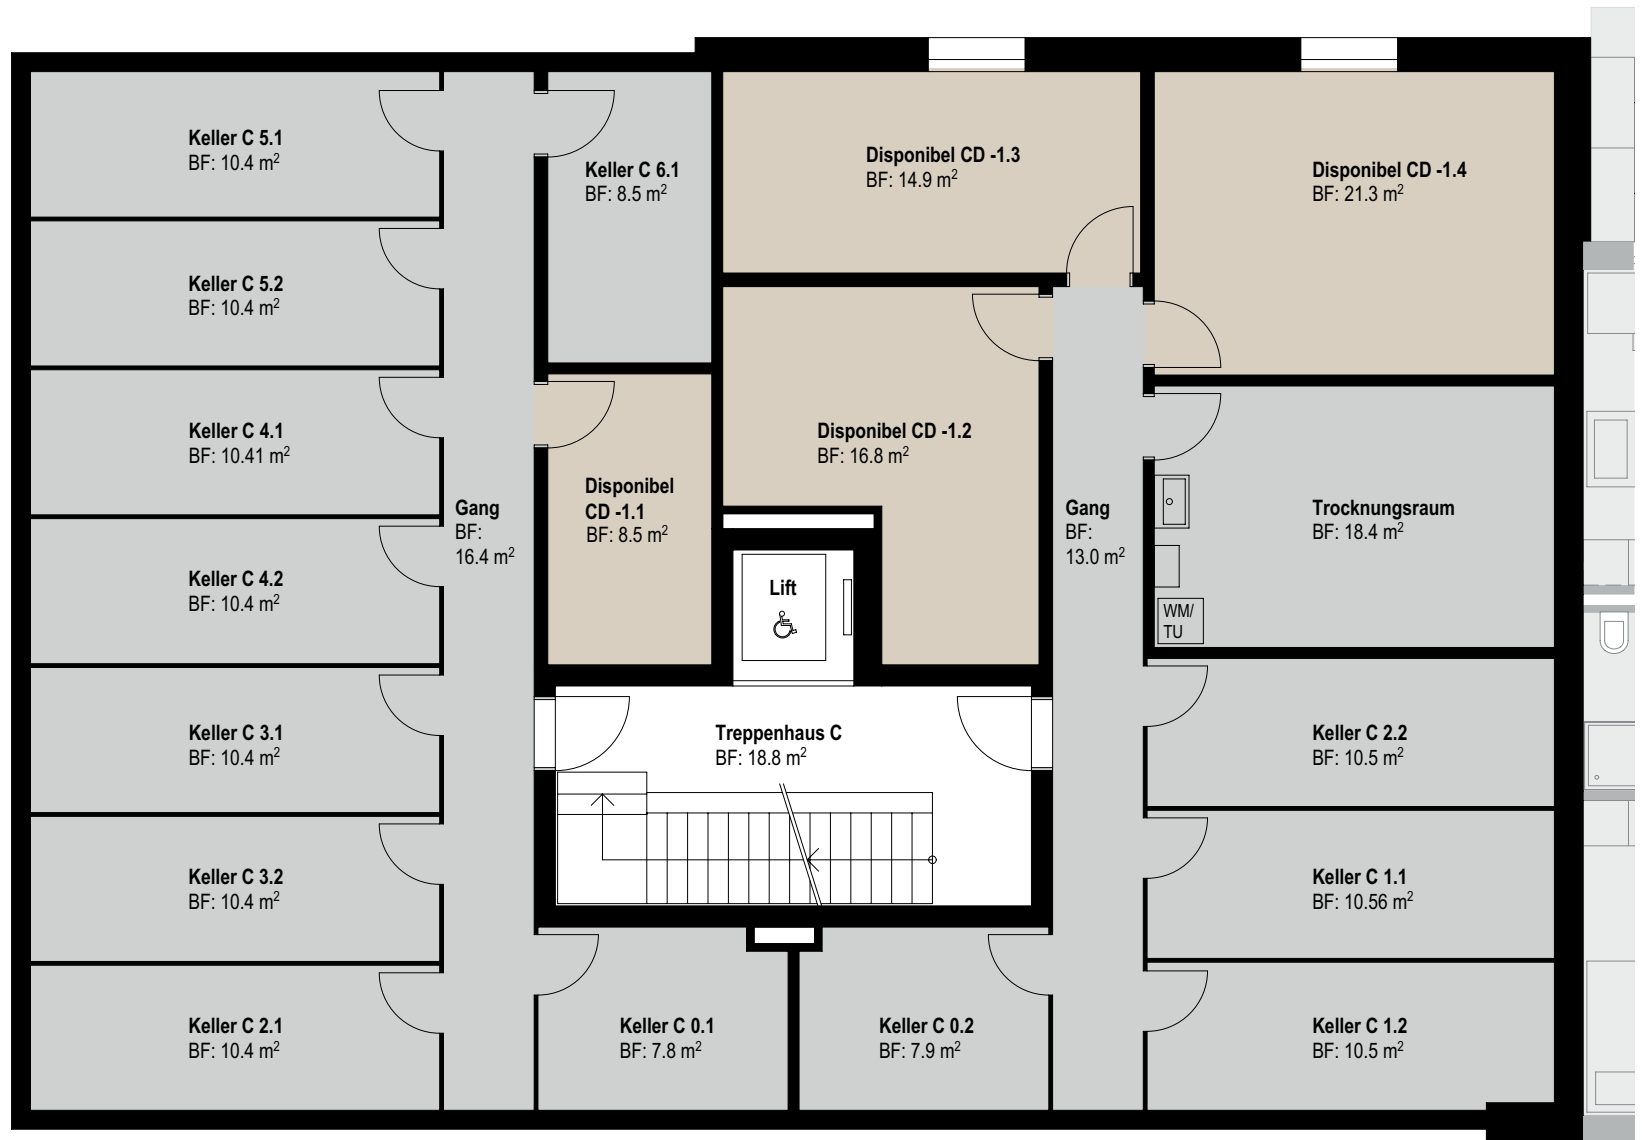 Keller C 5.1
BF: 10.4 m²
Keller C 6.1
BF: 8.5 m²
Disponibel CD -1.3
BF: 14.9 m²
Disponibel CD -1.4
BF: 21.3 m²
Keller C 5.2
BF: 10.4 m²
Keller C 4.1
BF: 10.41 m²
Disponibel CD -1.2
BF: 16.8 m²
Disponibel
CD -1.1
BF: 8.5 m²
Gang
BF:
16.4 m²
Gang
BF:
13.0 m²
Trocknungsraum
BF: 18.4 m²
Keller C 4.2
BF: 10.4 m²
Lift
WM/
TU
Keller C 3.1
BF: 10.4 m²
Treppenhaus C
BF: 18.8 m²
Keller C 2.2
BF: 10.5 m²
Keller C 3.2
BF: 10.4 m²
Keller C 1.1
BF: 10.56 m²
Keller C 2.1
BF: 10.4 m²
Keller C 0.1
BF: 7.8 m²
Keller C 0.2
BF: 7.9 m²
Keller C 1.2
BF: 10.5 m²